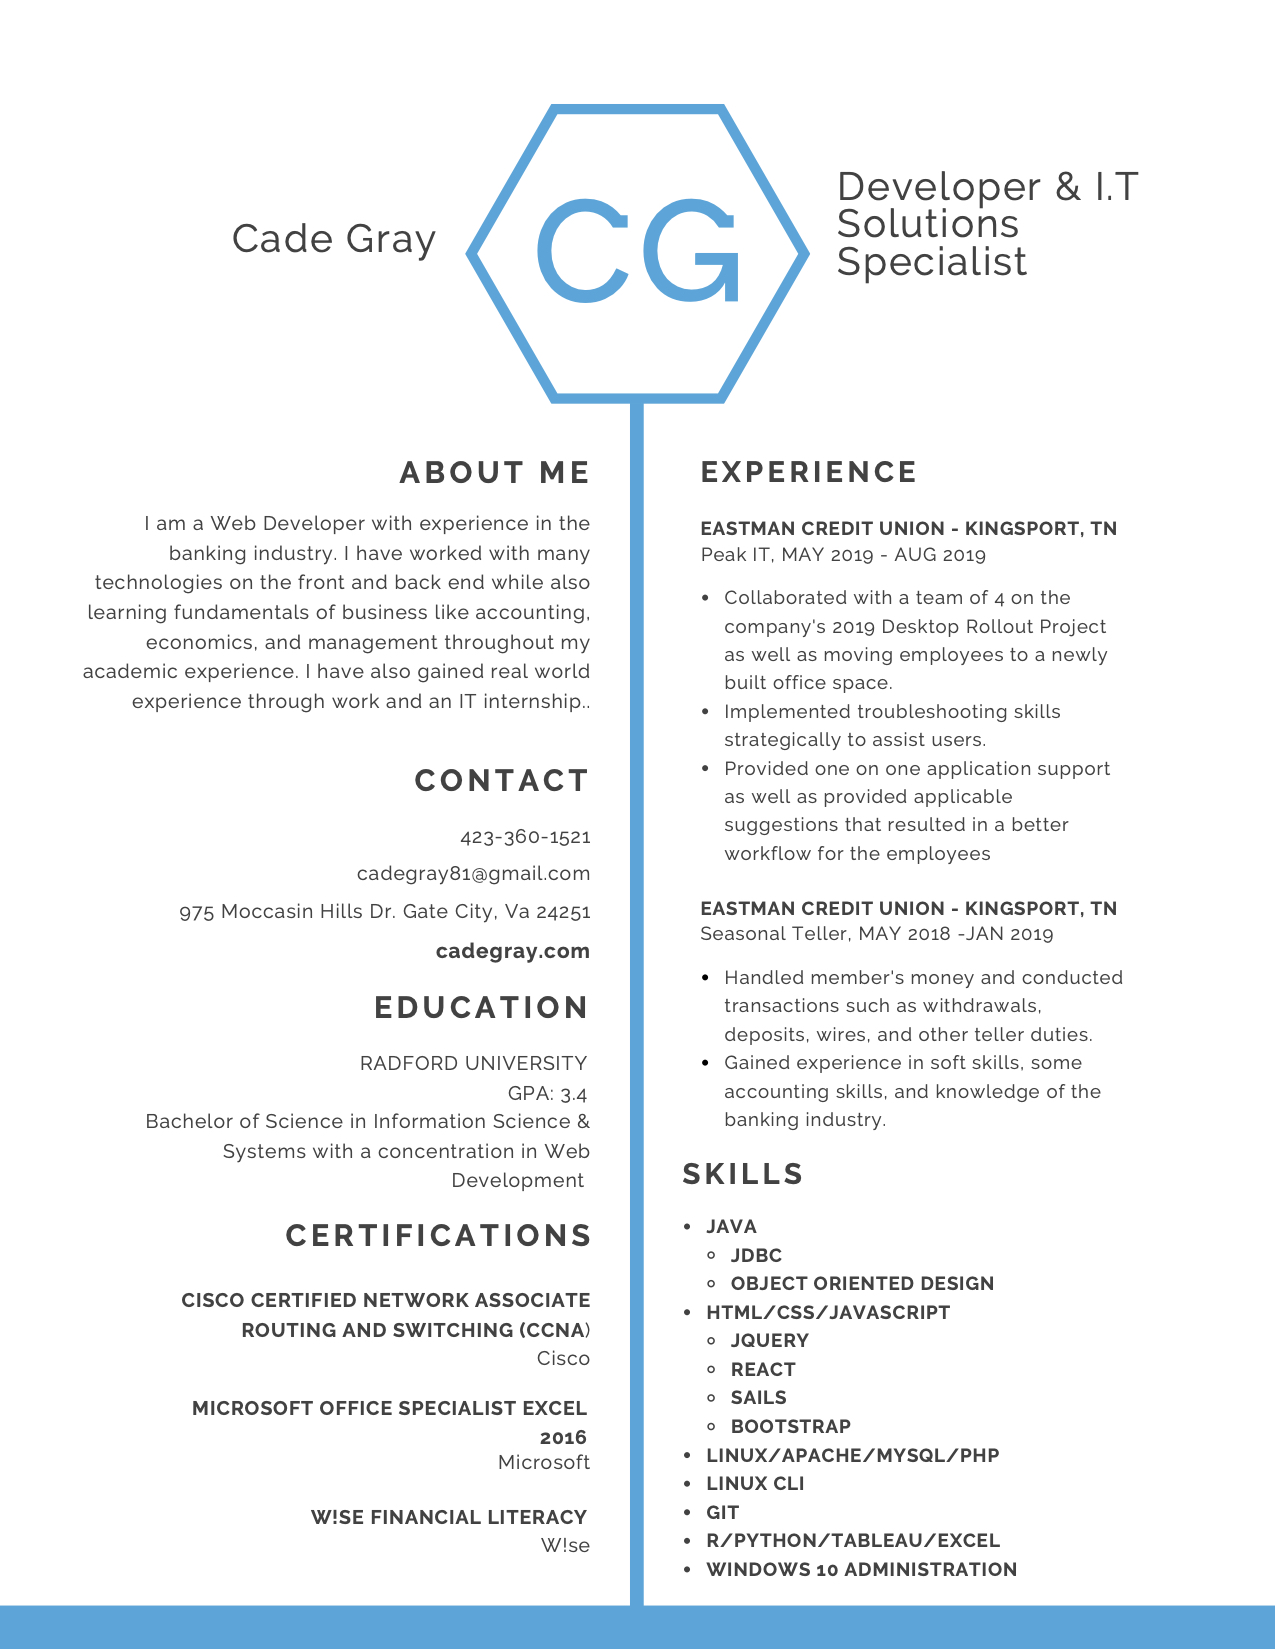 Cade Gray
CG
Developer & I.T
Solutions
Specialist
ABOUT ME
I am a Web Developer with experience in the
banking industry. I have worked with many
technologies on the front and back end while also
learning fundamentals of business like accounting,
economics, and management throughout my
academic experience. I have also gained real world
experience through work and an IT internship..
CONTACT
423-360-1521
cadegray81@gmail.com
975 Moccasin Hills Dr. Gate City, Va 24251
cadegray.com
EDUCATION
RADFORD UNIVERSITY
GPA: 3.4
Bachelor of Science in Information Science &
Systems with a concentration in Web
Development
CERTIFICATIONS
CISCO CERTIFIED NETWORK ASSOCIATE
ROUTING AND SWITCHING (CCNA)
Cisco
MICROSOFT OFFICE SPECIALIST EXCEL
2016
Microsoft
W!SE FINANCIAL LITERACY
W!se
EXPERIENCE
EASTMAN CREDIT UNION - KINGSPORT, TN
Peak IT, MAY 2019 - AUG 2019
• Collaborated with a team of 4 on the
company's 2019 Desktop Rollout Project
as well as moving employees to a newly
built office space.
• Implemented troubleshooting skills
strategically to assist users.
• Provided one on one application support
as well as provided applicable
suggestions that resulted in a better
workflow for the employees
EASTMAN CREDIT UNION - KINGSPORT, TN
Seasonal Teller, MAY 2018 -JAN 2019
• Handled member's money and conducted
transactions such as withdrawals,
deposits, wires, and other teller duties.
• Gained experience in soft skills, some
accounting skills, and knowledge of the
banking industry.
SKILLS
• JAVA
◦ JDBC
◦ OBJECT ORIENTED DESIGN
• HTML/CSS/JAVASCRIPT
◦ JQUERY
◦ REACT
◦ SAILS
◦ BOOTSTRAP
• LINUX/APACHE/MYSQL/PHP
• LINUX CLI
• GIT
• R/PYTHON/TABLEAU/EXCEL
• WINDOWS 10 ADMINISTRATION